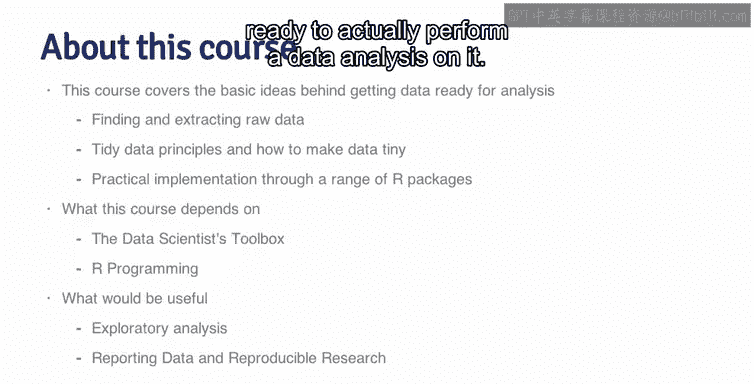 About this course
ready to actually perform
a data analysis on it.
· This course covers the basic ideas behind getting data ready for analysis
- Finding and extracting raw data
- Tidy data principles and how to make data tiny
- Practical implementation through a range of R packages
· What this course depends on
- The Data Scientist's Toolbox
- R Programming
· What would be useful
- Exploratory analysis
- Reporting Data and Reproducible Research